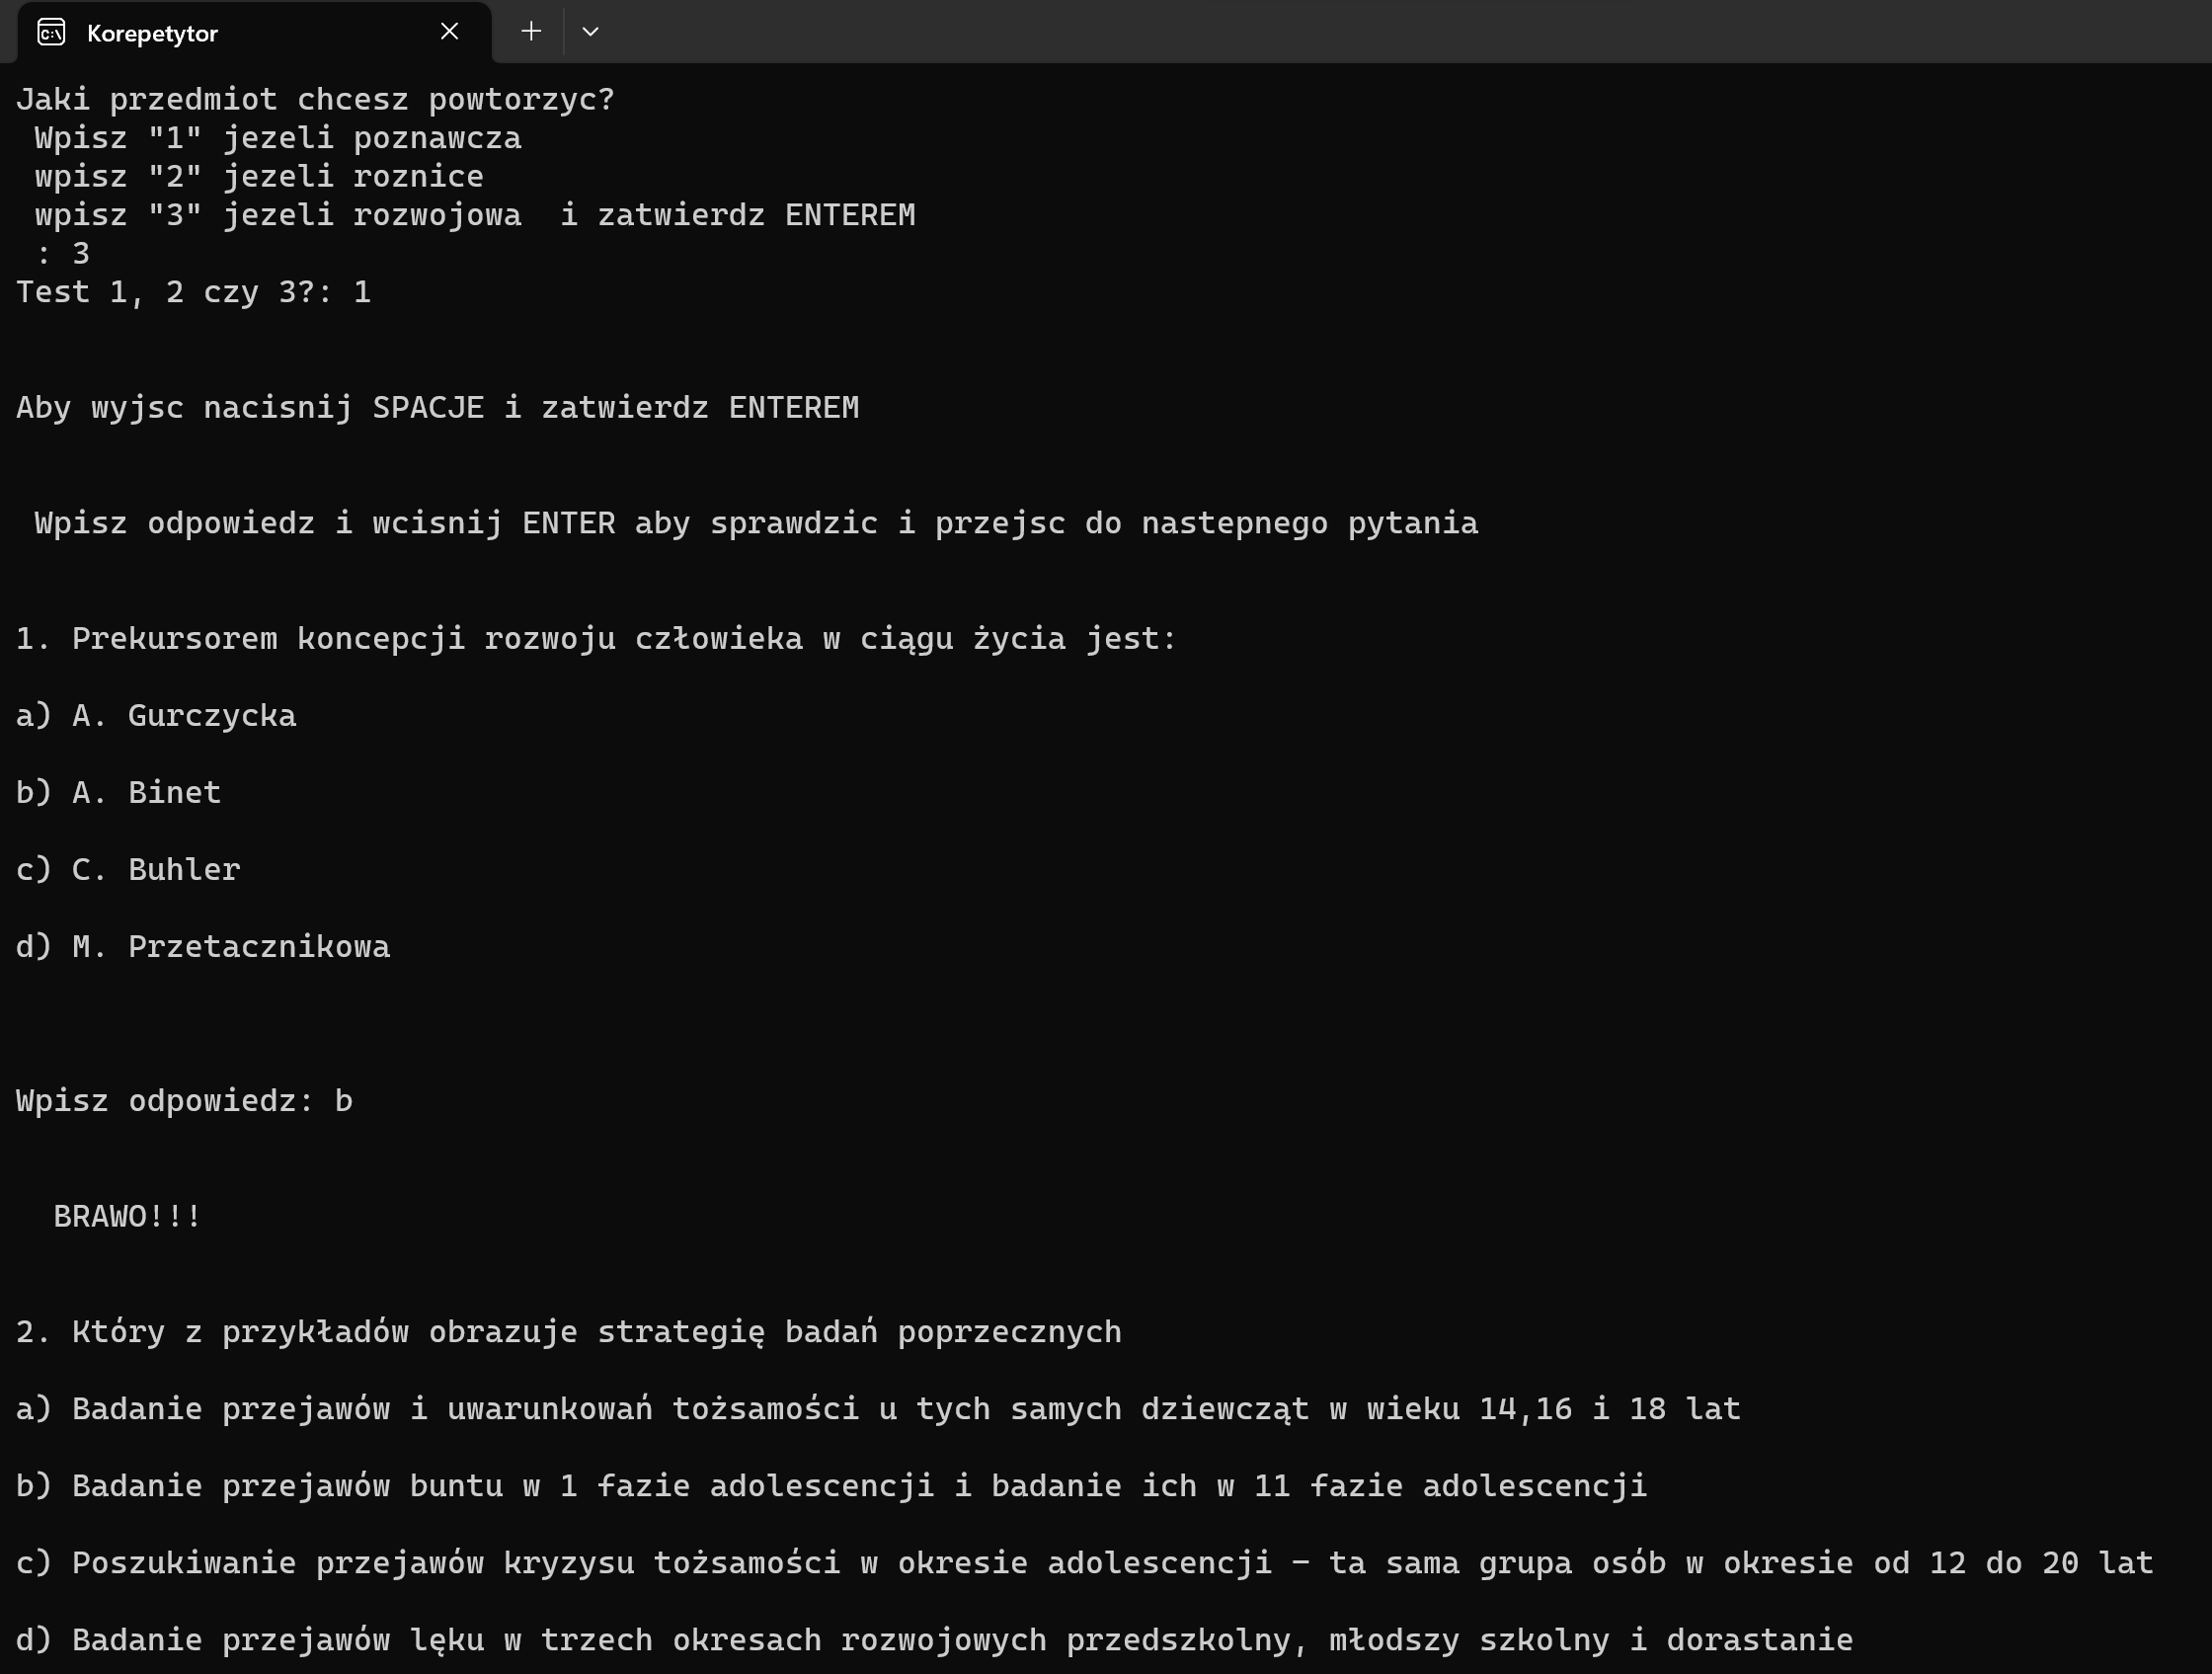 Korepetytor
Jaki przedmiot chcesz powtorzyc?
Wpisz "1" jezeli poznawcza
wpisz "2" jezeli roznice
wpisz "3" jezeli rozwojowa  i zatwierdz ENTEREM
: 3
Test 1, 2 czy 3?: 1
Aby wyjsc nacisnij SPACJE i zatwierdz ENTEREM
Wpisz odpowiedz i wcisnij ENTER aby sprawdzic i przejsc do nastepnego pytania
1. Prekursorem koncepcji rozwoju człowieka w ciągu życia jest:
a) A. Gurczycka
b) A. Binet
c) C. Buhler
d) M. Przetacznikowa
Wpisz odpowiedz: b
BRAWO!!!
2. Który z przykładów obrazuje strategię badań poprzecznych
a) Badanie przejawów i uwarunkowań tożsamości u tych samych dziewcząt w wieku 14,16 i 18 lat
b) Badanie przejawów buntu w 1 fazie adolescencji i badanie ich w 11 fazie adolescencji
c) Poszukiwanie przejawów kryzysu tożsamości w okresie adolescencji – ta sama grupa osób w okresie od 12 do 20 lat
d) Badanie przejawów lęku w trzech okresach rozwojowych przedszkolny, młodszy szkolny i dorastanie